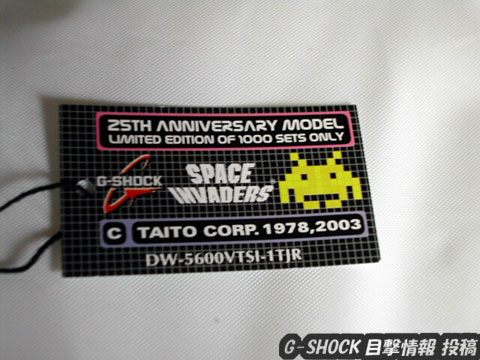 25TH ANNIVERSARY MODEL
LIMITED EDITION OF 1000 SETS ONLY
G-SHOCK
SPACE
INVADERS
C TAITO CORP. 1978,2003
DW-5600VTSI-1TJR
G-SHOCK 目撃情報 投稿